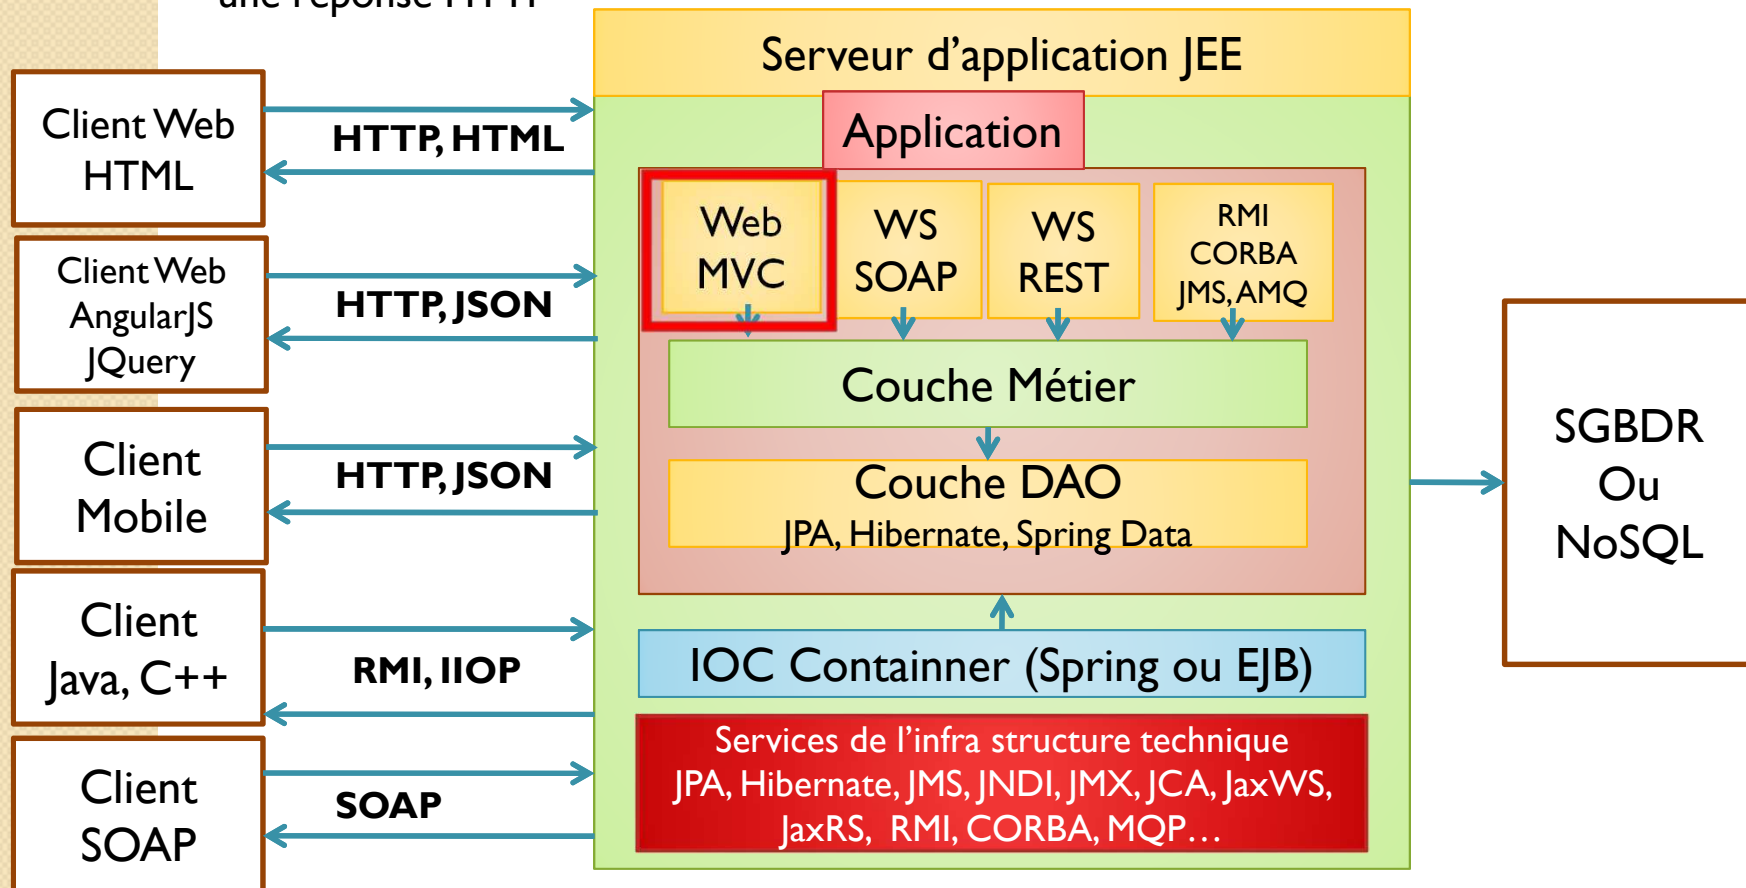 une réponse HTTP
Serveur d'application JEE
Application
Client Web
HTML
HTTP, HTML
Client Web
AngularJS
JQuery
HTTP, JSON
Client
Mobile
HTTP, JSON
Client
Java, C++
RMI, IIOP
Client
SOAP
SOAP
Web
MVC
WS
SOAP
WS
REST
RMI
CORBA
JMS, AMQ
Couche Métier
Couche DAO
JPA, Hibernate, Spring Data
IOC Containner (Spring ou EJB)
Services de l'infra structure technique
JPA, Hibernate, JMS, JNDI, JMX, JCA, JaxWS,
JaxRS, RMI, CORBA, MQP…
SGBDR
Ou
NoSQL